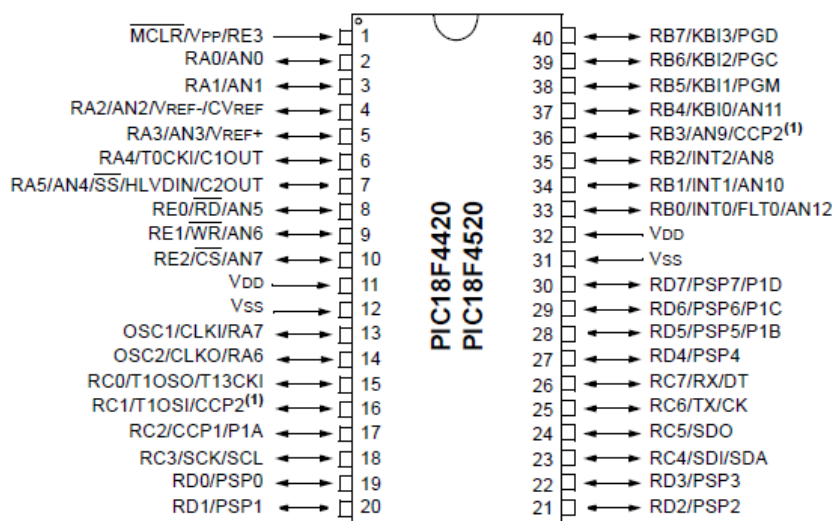 MCLR/VPP/RE3 1 40 RB7/KBI3/PGD
RA0/AN0 2 39 RB6/KBI2/PGC
RA1/AN1 3 38 RB5/KBI1/PGM
RA2/AN2/VREF-/CVREF 4 37 RB4/KBI0/AN11
RA3/AN3/VREF+ 5 36 RB3/AN9/CCP2(1)
RA4/T0CKI/C1OUT 6 35 RB2/INT2/AN8
RA5/AN4/SS/HLVDIN/C2OUT 7 34 RB1/INT1/AN10
RE0/RD/AN5 8 33 RB0/INT0/FLT0/AN12
RE1/WR/AN6 9 32 VDD
RE2/CS/AN7 10 31 VSS
VDD 11 30 RD7/PSP7/P1D
VSS 12 29 RD6/PSP6/P1C
OSC1/CLKI/RA7 13 28 RD5/PSP5/P1B
OSC2/CLKO/RA6 14 27 RD4/PSP4
RC0/T1OSO/T13CKI 15 26 RC7/RX/DT
RC1/T1OSI/CCP2(1) 16 25 RC6/TX/CK
RC2/CCP1/P1A 17 24 RC5/SDO
RC3/SCK/SCL 18 23 RC4/SDI/SDA
RD0/PSP0 19 22 RD3/PSP3
RD1/PSP1 20 21 RD2/PSP2
PIC18F4420
PIC18F4520